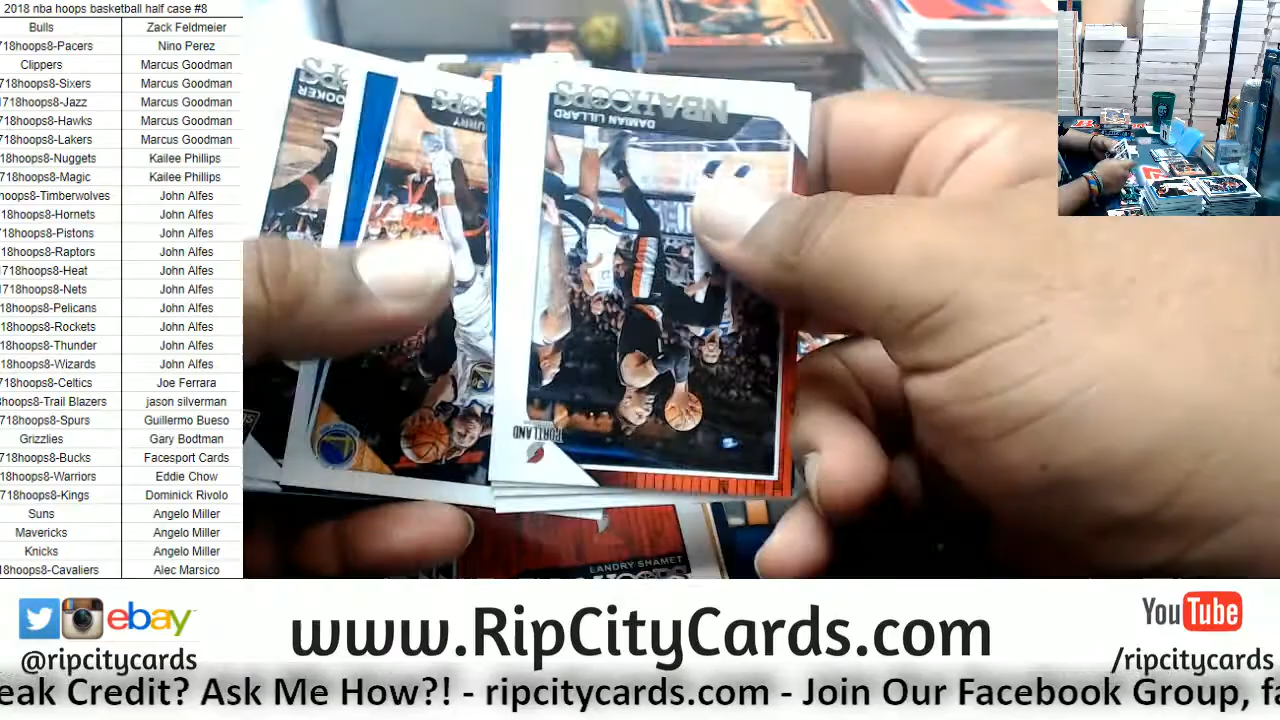 2018 nba hoops basketball half case #8
Bulls Zack Feldmeier
718hoops8-Pacers Nino Perez
Clippers Marcus Goodman
718hoops8-Sixers Marcus Goodman
718hoops8-Jazz Marcus Goodman
718hoops8-Hawks Marcus Goodman
718hoops8-Lakers Marcus Goodman
18hoops8-Nuggets Kailee Phillips
718hoops8-Magic Kailee Phillips
hoops8-Timberwolves John Alfes
18hoops8-Hornets John Alfes
18hoops8-Pistons John Alfes
18hoops8-Raptors John Alfes
718hoops8-Heat John Alfes
1718hoops8-Nets John Alfes
18hoops8-Pelicans John Alfes
18hoops8-Rockets John Alfes
18hoops8-Thunder John Alfes
18hoops8-Wizards John Alfes
718hoops8-Celtics Joe Ferrara
18hoops8-Trail Blazers jason silverman
718hoops8-Spurs Guillermo Bueso
Grizzlies Gary Bodtman
718hoops8-Bucks Facesport Cards
18hoops8-Warriors Eddie Chow
718hoops8-Kings Dominick Rivolo
Suns Angelo Miller
Mavericks Angelo Miller
Knicks Angelo Miller
18hoops8-Cavaliers Alec Marsico
OOKER
OPS
URRY
OOPS
NBA HOOPS
DAMIAN LILLARD
PORTLAND
LANDRY SHAMET
HOOPS
ebay
@ripcitycards
www.RipCityCards.com
YouTube
/ripcitycards
eak Credit? Ask Me How?! - ripcitycards.com - Join Our Facebook Group, fa